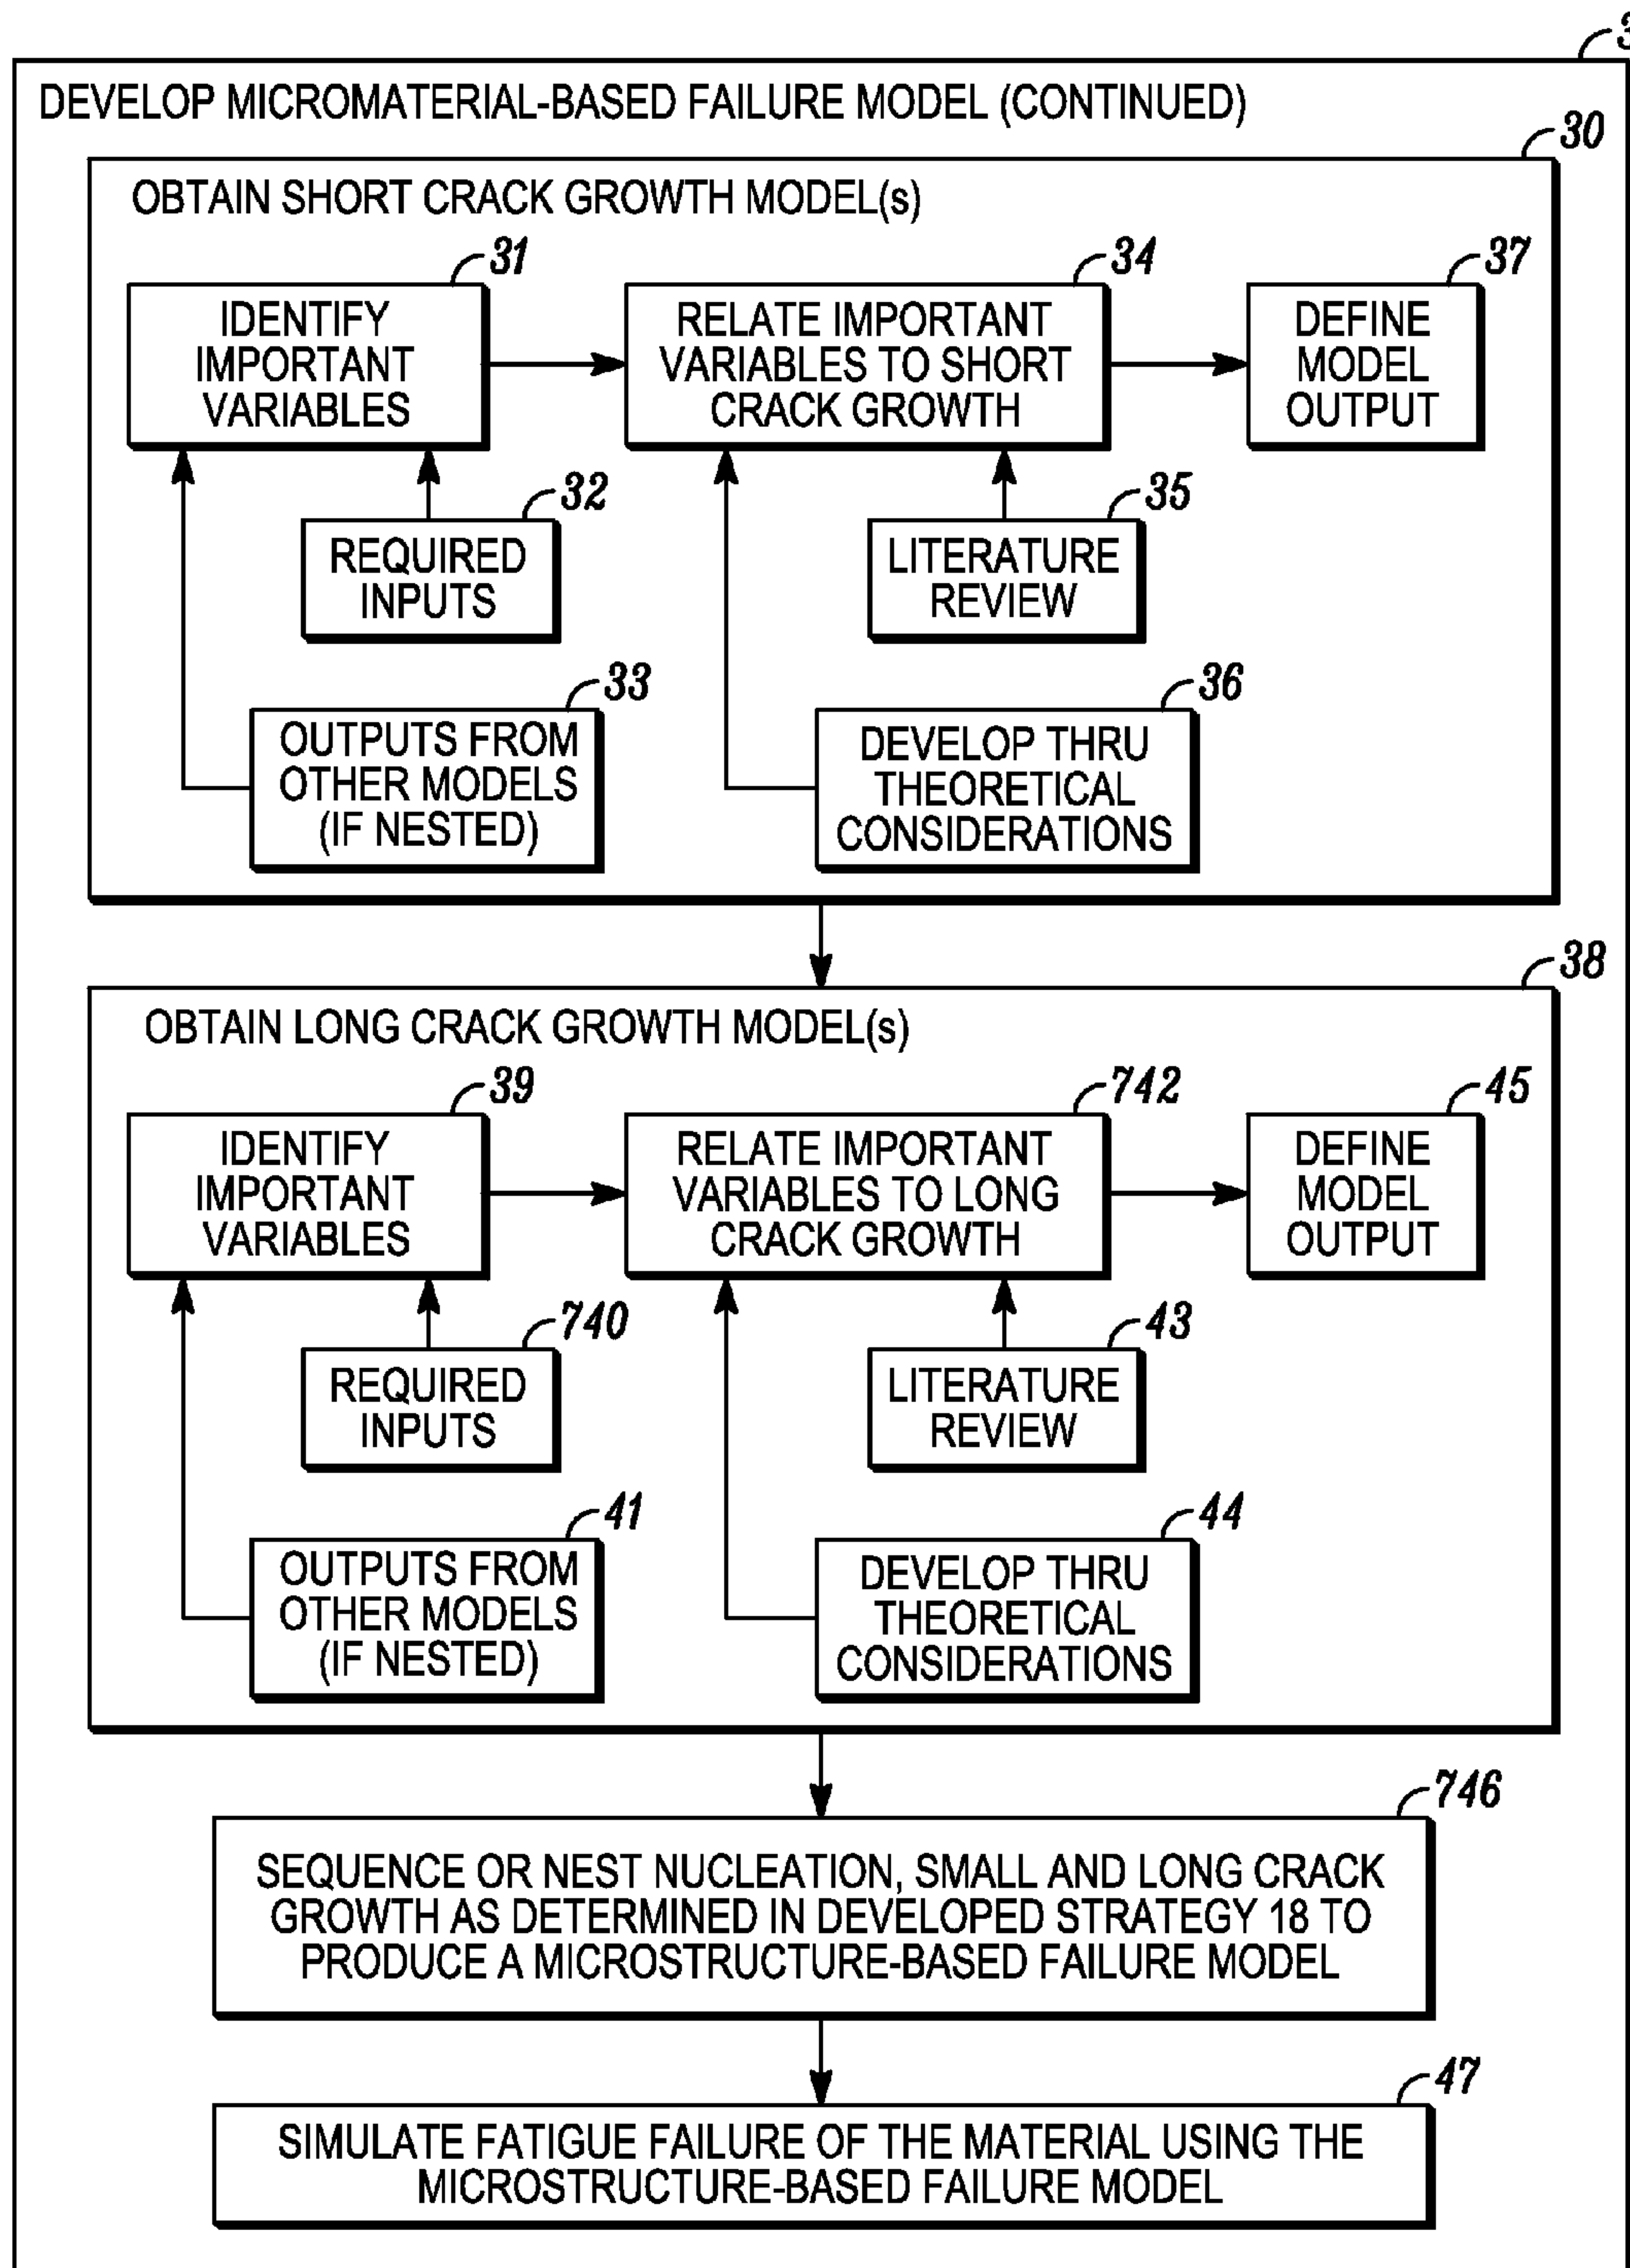 3
DEVELOP MICROMATERIAL-BASED FAILURE MODEL (CONTINUED)
30
OBTAIN SHORT CRACK GROWTH MODEL(s)
31
IDENTIFY
IMPORTANT
VARIABLES
34
RELATE IMPORTANT
VARIABLES TO SHORT
CRACK GROWTH
37
DEFINE
MODEL
OUTPUT
32
REQUIRED
INPUTS
35
LITERATURE
REVIEW
33
OUTPUTS FROM
OTHER MODELS
(IF NESTED)
36
DEVELOP THRU
THEORETICAL
CONSIDERATIONS
38
OBTAIN LONG CRACK GROWTH MODEL(s)
39
IDENTIFY
IMPORTANT
VARIABLES
742
RELATE IMPORTANT
VARIABLES TO LONG
CRACK GROWTH
45
DEFINE
MODEL
OUTPUT
740
REQUIRED
INPUTS
43
LITERATURE
REVIEW
41
OUTPUTS FROM
OTHER MODELS
(IF NESTED)
44
DEVELOP THRU
THEORETICAL
CONSIDERATIONS
746
SEQUENCE OR NEST NUCLEATION, SMALL AND LONG CRACK
GROWTH AS DETERMINED IN DEVELOPED STRATEGY 18 TO
PRODUCE A MICROSTRUCTURE-BASED FAILURE MODEL
47
SIMULATE FATIGUE FAILURE OF THE MATERIAL USING THE
MICROSTRUCTURE-BASED FAILURE MODEL